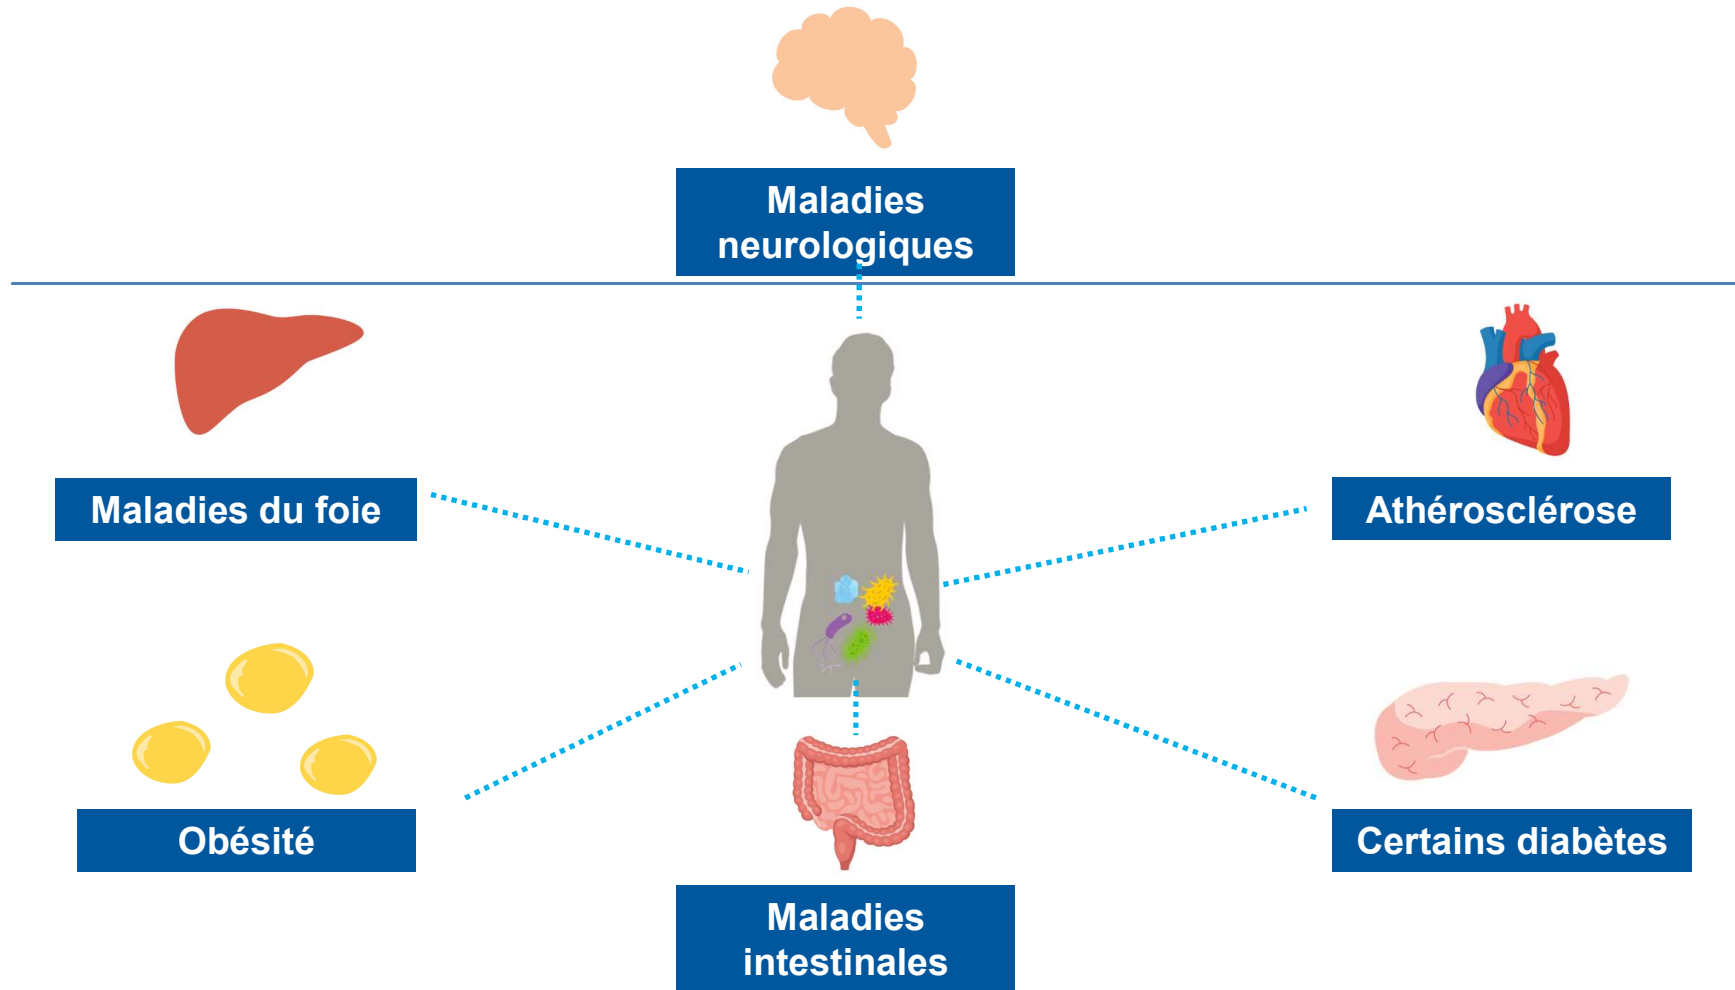 Maladies
neurologiques
Maladies du foie
Athérosclérose
Obésité
Certains diabètes
Maladies
intestinales